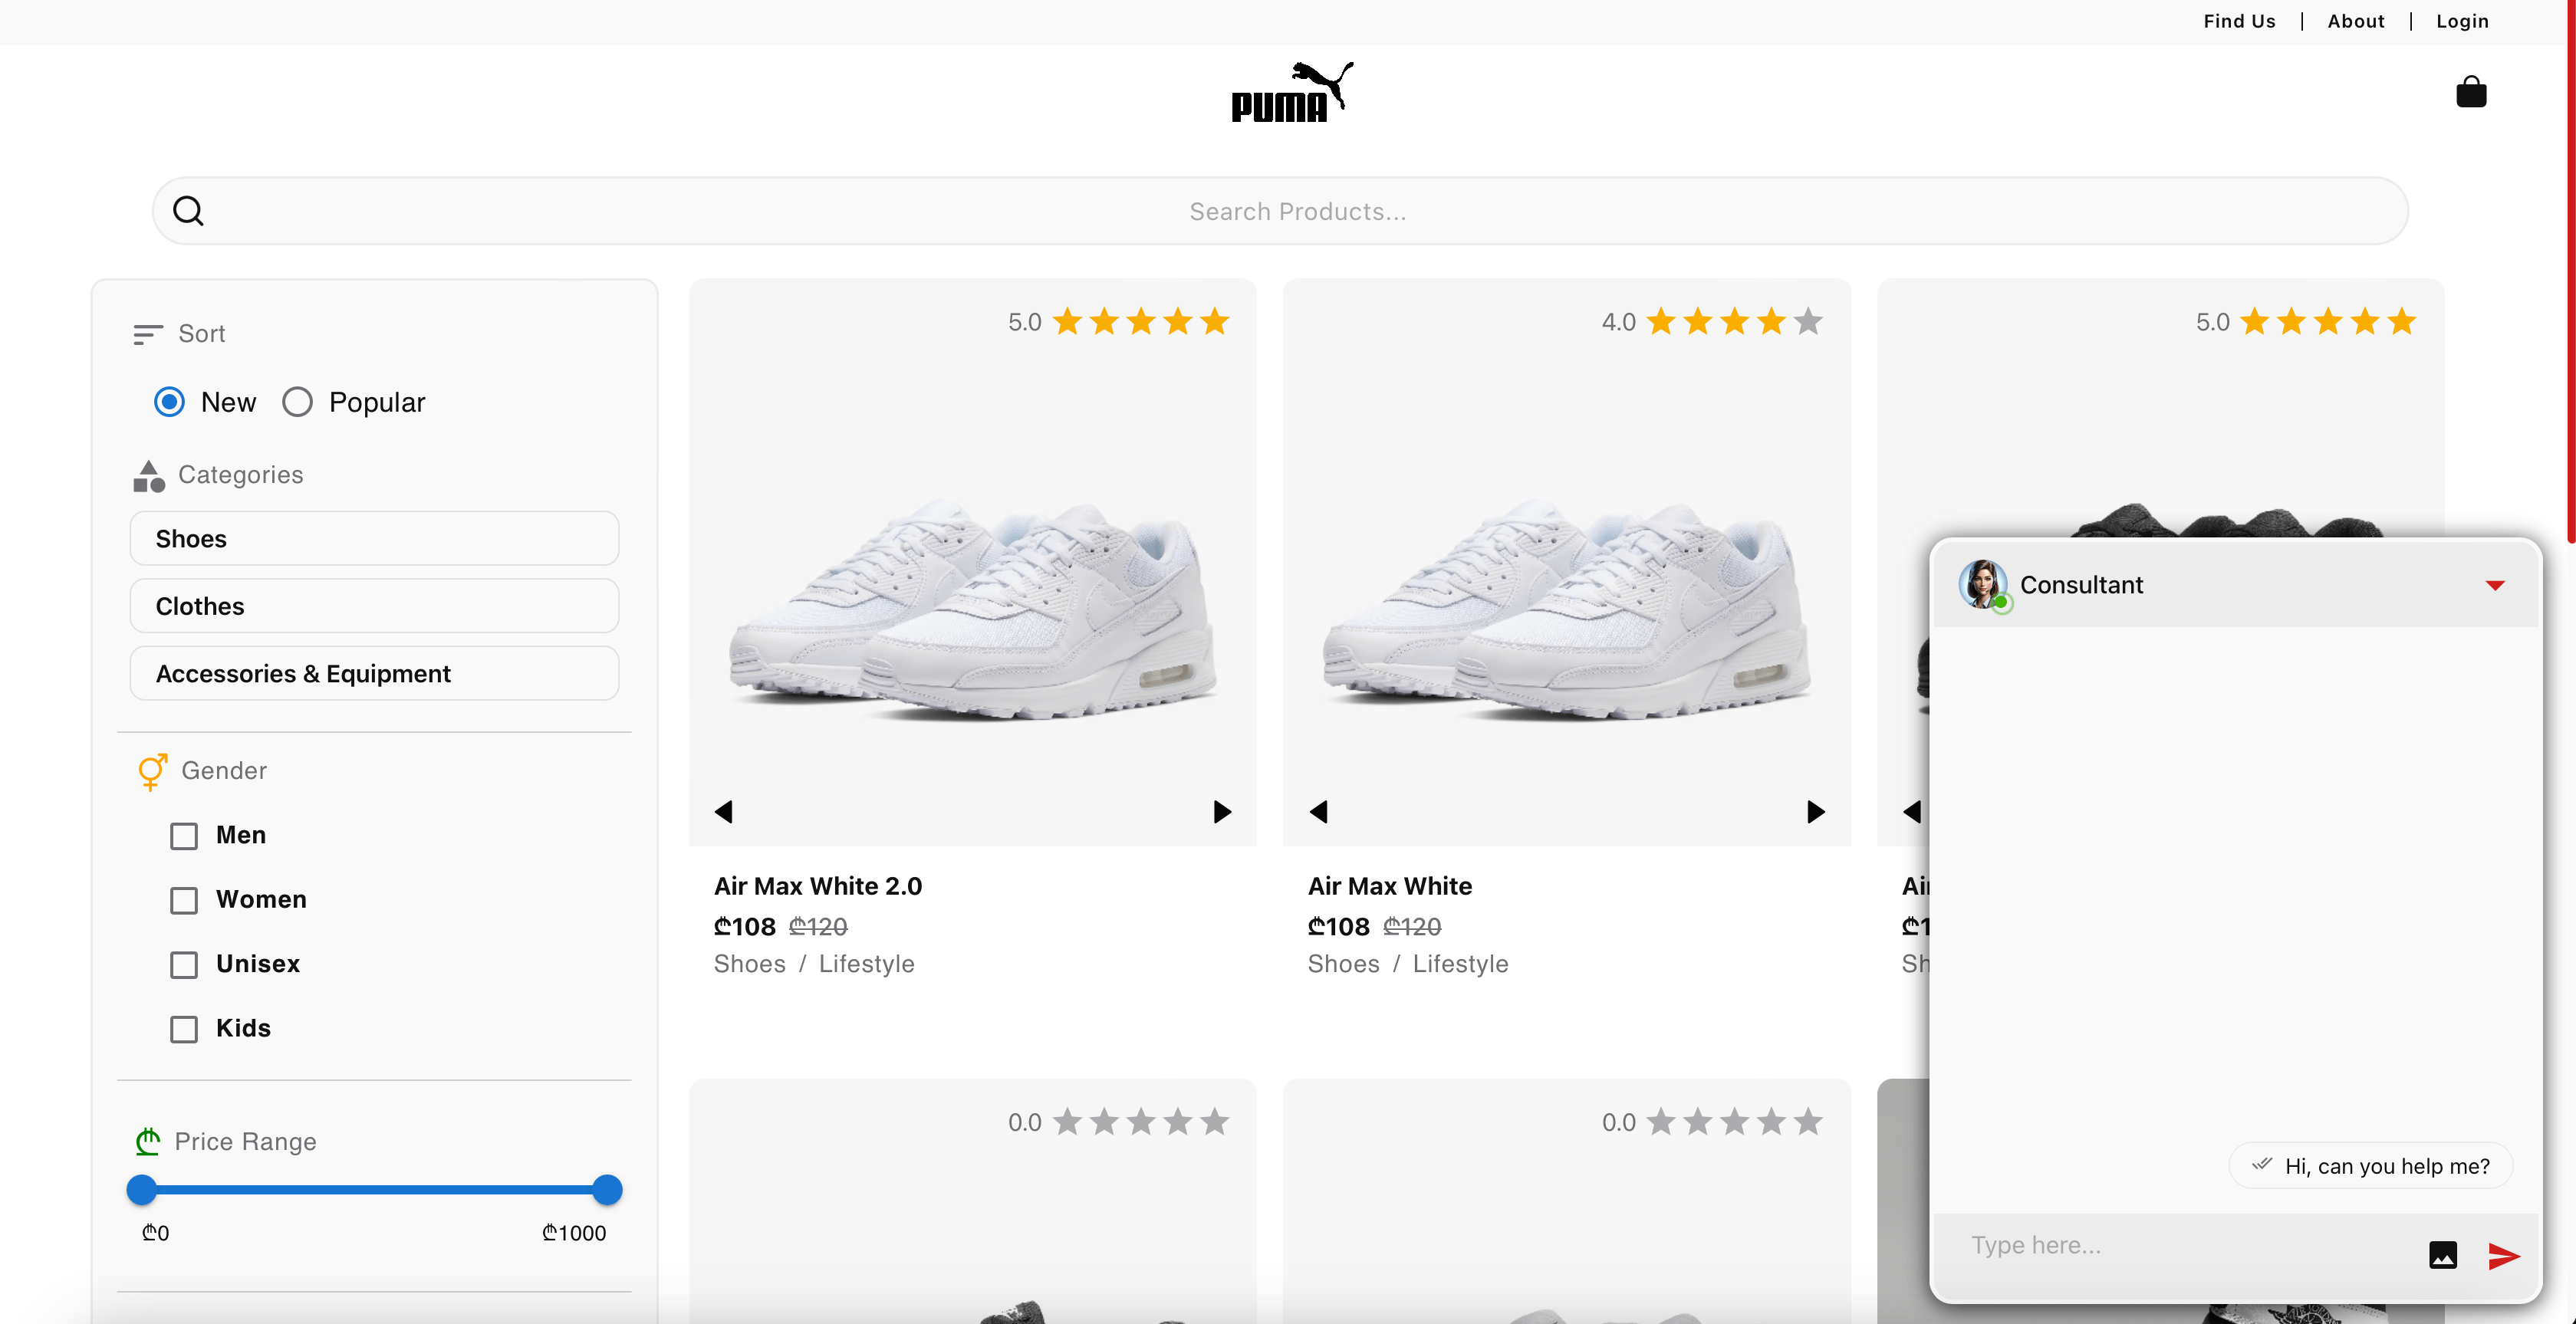 Find Us | About | Login
PUMA
Search Products...
Sort
New Popular
Categories
Shoes
Clothes
Accessories & Equipment
Gender
Men
Women
Unisex
Kids
Price Range
₾0 ₾1000
5.0
Air Max White 2.0
₾108 ₾120
Shoes / Lifestyle
4.0
Air Max White
₾108 ₾120
Shoes / Lifestyle
5.0
0.0
0.0
Consultant
Hi, can you help me?
Type here...